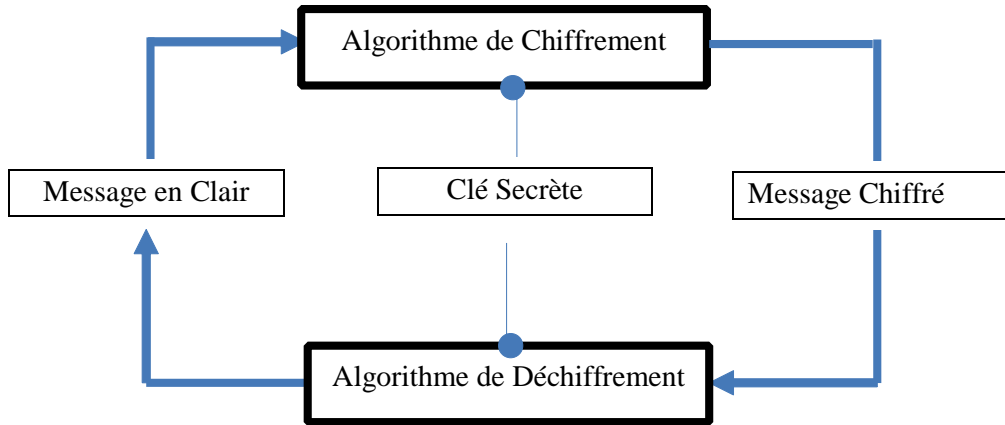 Algorithme de Chiffrement
Message en Clair
Clé Secrète
Message Chiffré
Algorithme de Déchiffrement